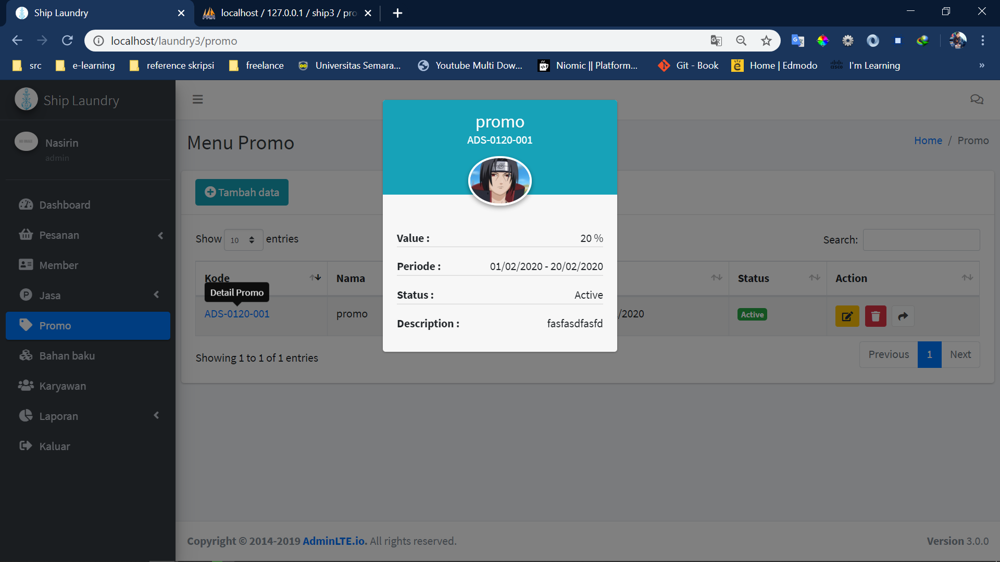 Ship Laundry
localhost / 127.0.0.1 / ship3 / pro
localhost/laundry3/promo
src
e-learning
reference skripsi
freelance
Universitas Semara...
Youtube Multi Dow...
Niomic || Platform...
Git - Book
Home | Edmodo
I'm Learning
»
Ship Laundry
NO IMAGE
Nasirin
admin
Dashboard
Pesanan
Member
Jasa
Promo
Bahan baku
Karyawan
Laporan
Kaluar
Menu Promo
Home / Promo
Tambah data
Show 10 entries
Search:
Kode
Nama
Status
Action
Detail Promo
ADS-0120-001
promo
/2020
Active
Showing 1 to 1 of 1 entries
Previous
1
Next
promo
ADS-0120-001
Value : 20 %
Periode : 01/02/2020 - 20/02/2020
Status : Active
Description : fasfasdfasfd
Copyright © 2014-2019 AdminLTE.io. All rights reserved.
Version 3.0.0